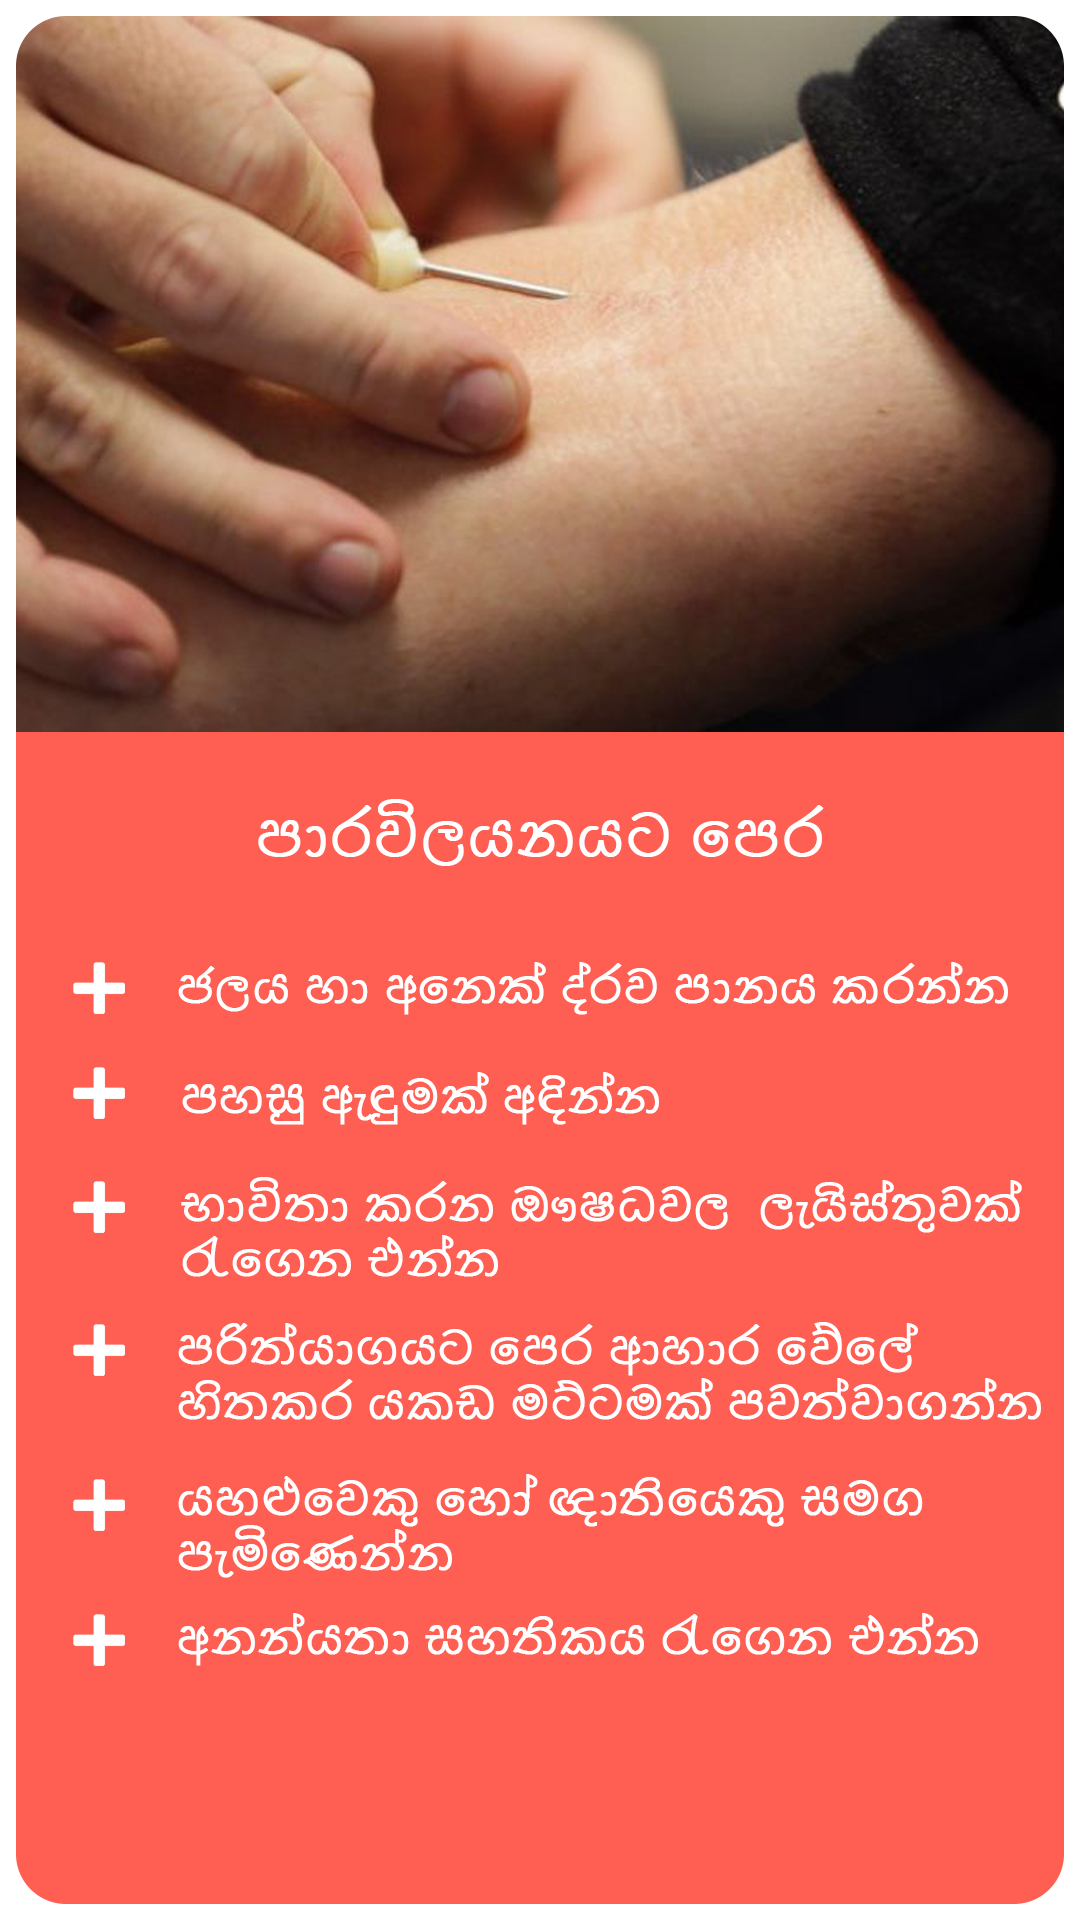 පාරවිලයනයට පෙර
ජලය හා අනෙක් ද්රව පානය කරන්න
පහසු ඇඳුමක් අඳින්න
භාවිතා කරන ඖෂධවල  ලැයිස්තුවක්
රැගෙන එන්න
පරිත්යාගයට පෙර ආහාර වේලේ
හිතකර යකඩ මට්ටමක් පවත්වාගන්න
යහළුවෙකු හෝ ඥාතියෙකු සමග
පැමිණෙන්න
අනන්යතා සහතිකය රැගෙන එන්න